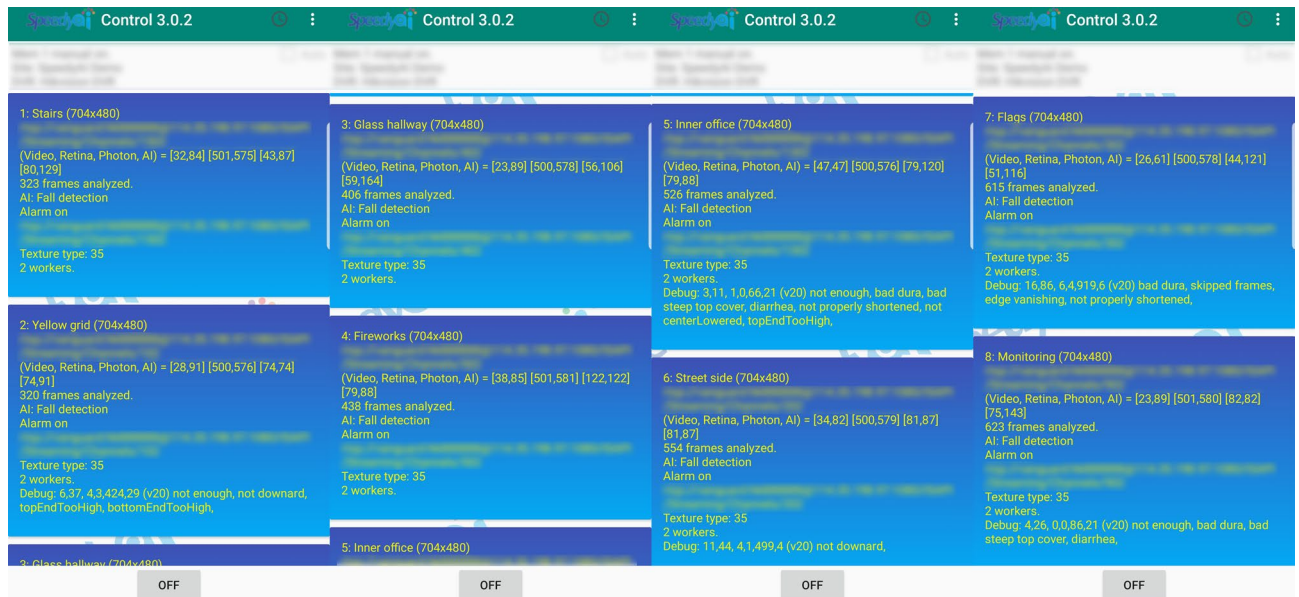 SpeedyAI Control 3.0.2
1: Stairs (704x480)
(Video, Retina, Photon, AI) = [32,84] [501,575] [43,87]
[80,129]
323 frames analyzed.
AI: Fall detection
Alarm on
Texture type: 35
2 workers.
2: Yellow grid (704x480)
(Video, Retina, Photon, AI) = [28,91] [500,576] [74,74]
[74,91]
320 frames analyzed.
AI: Fall detection
Alarm on
Texture type: 35
2 workers.
Debug: 6,37, 4,3,424,29 (v20) not enough, not downard,
topEndTooHigh, bottomEndTooHigh,
3: Glass hallway (704x480)
OFF
SpeedyAI Control 3.0.2
3: Glass hallway (704x480)
(Video, Retina, Photon, AI) = [23,89] [500,578] [56,106]
[59,164]
406 frames analyzed.
AI: Fall detection
Alarm on
Texture type: 35
2 workers.
4: Fireworks (704x480)
(Video, Retina, Photon, AI) = [38,85] [501,581] [122,122]
[79,88]
438 frames analyzed.
AI: Fall detection
Alarm on
Texture type: 35
2 workers.
5: Inner office (704x480)
OFF
SpeedyAI Control 3.0.2
5: Inner office (704x480)
(Video, Retina, Photon, AI) = [47,47] [500,576] [79,120]
[79,88]
526 frames analyzed.
AI: Fall detection
Alarm on
Texture type: 35
2 workers.
Debug: 3,11, 1,0,66,21 (v20) not enough, bad dura, bad
steep top cover, diarrhea, not properly shortened, not
centerLowered, topEndTooHigh,
6: Street side (704x480)
(Video, Retina, Photon, AI) = [34,82] [500,579] [81,87]
[81,87]
554 frames analyzed.
AI: Fall detection
Alarm on
Texture type: 35
2 workers.
Debug: 11,44, 4,1,499,4 (v20) not downard,
OFF
SpeedyAI Control 3.0.2
7: Flags (704x480)
(Video, Retina, Photon, AI) = [26,61] [500,578] [44,121]
[51,116]
615 frames analyzed.
AI: Fall detection
Alarm on
Texture type: 35
2 workers.
Debug: 16,86, 6,4,919,6 (v20) bad dura, skipped frames,
edge vanishing, not properly shortened,
8: Monitoring (704x480)
(Video, Retina, Photon, AI) = [23,89] [501,580] [82,82]
[75,143]
623 frames analyzed.
AI: Fall detection
Alarm on
Texture type: 35
2 workers.
Debug: 4,26, 0,0,86,21 (v20) not enough, bad dura, bad
steep top cover, diarrhea,
OFF